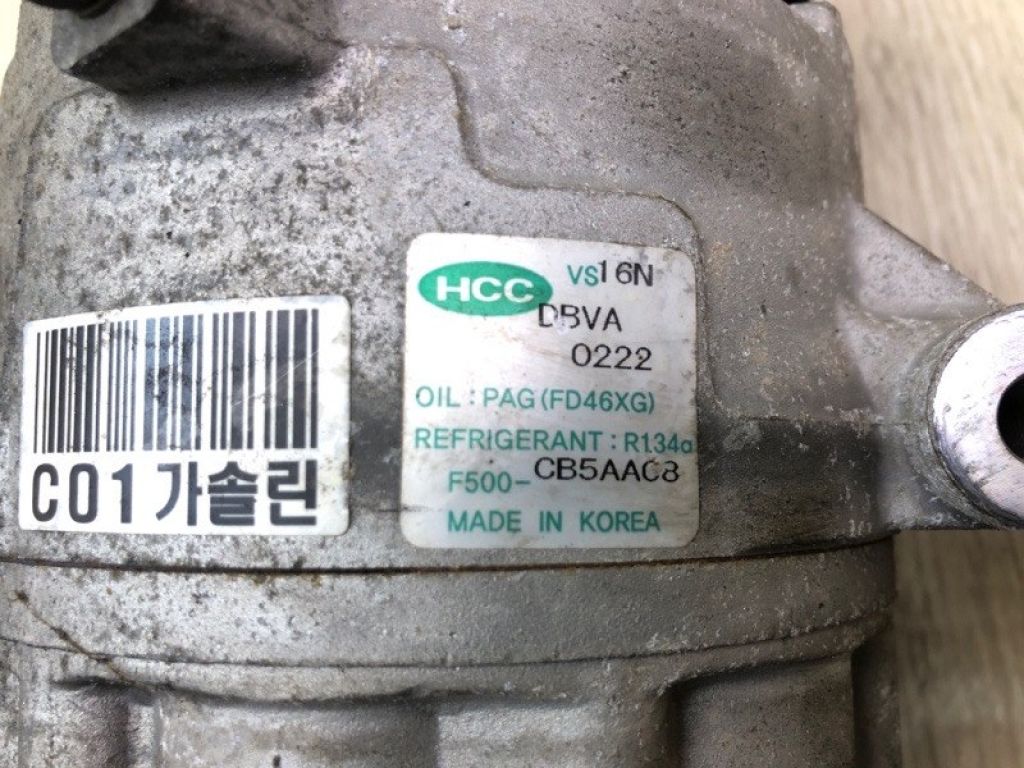 C01 가솔린
HCC VS16N
DBVA
0222
OIL : PAG (FD46XG)
REFRIGERANT : R134a
F500-CB5AAC8
MADE IN KOREA